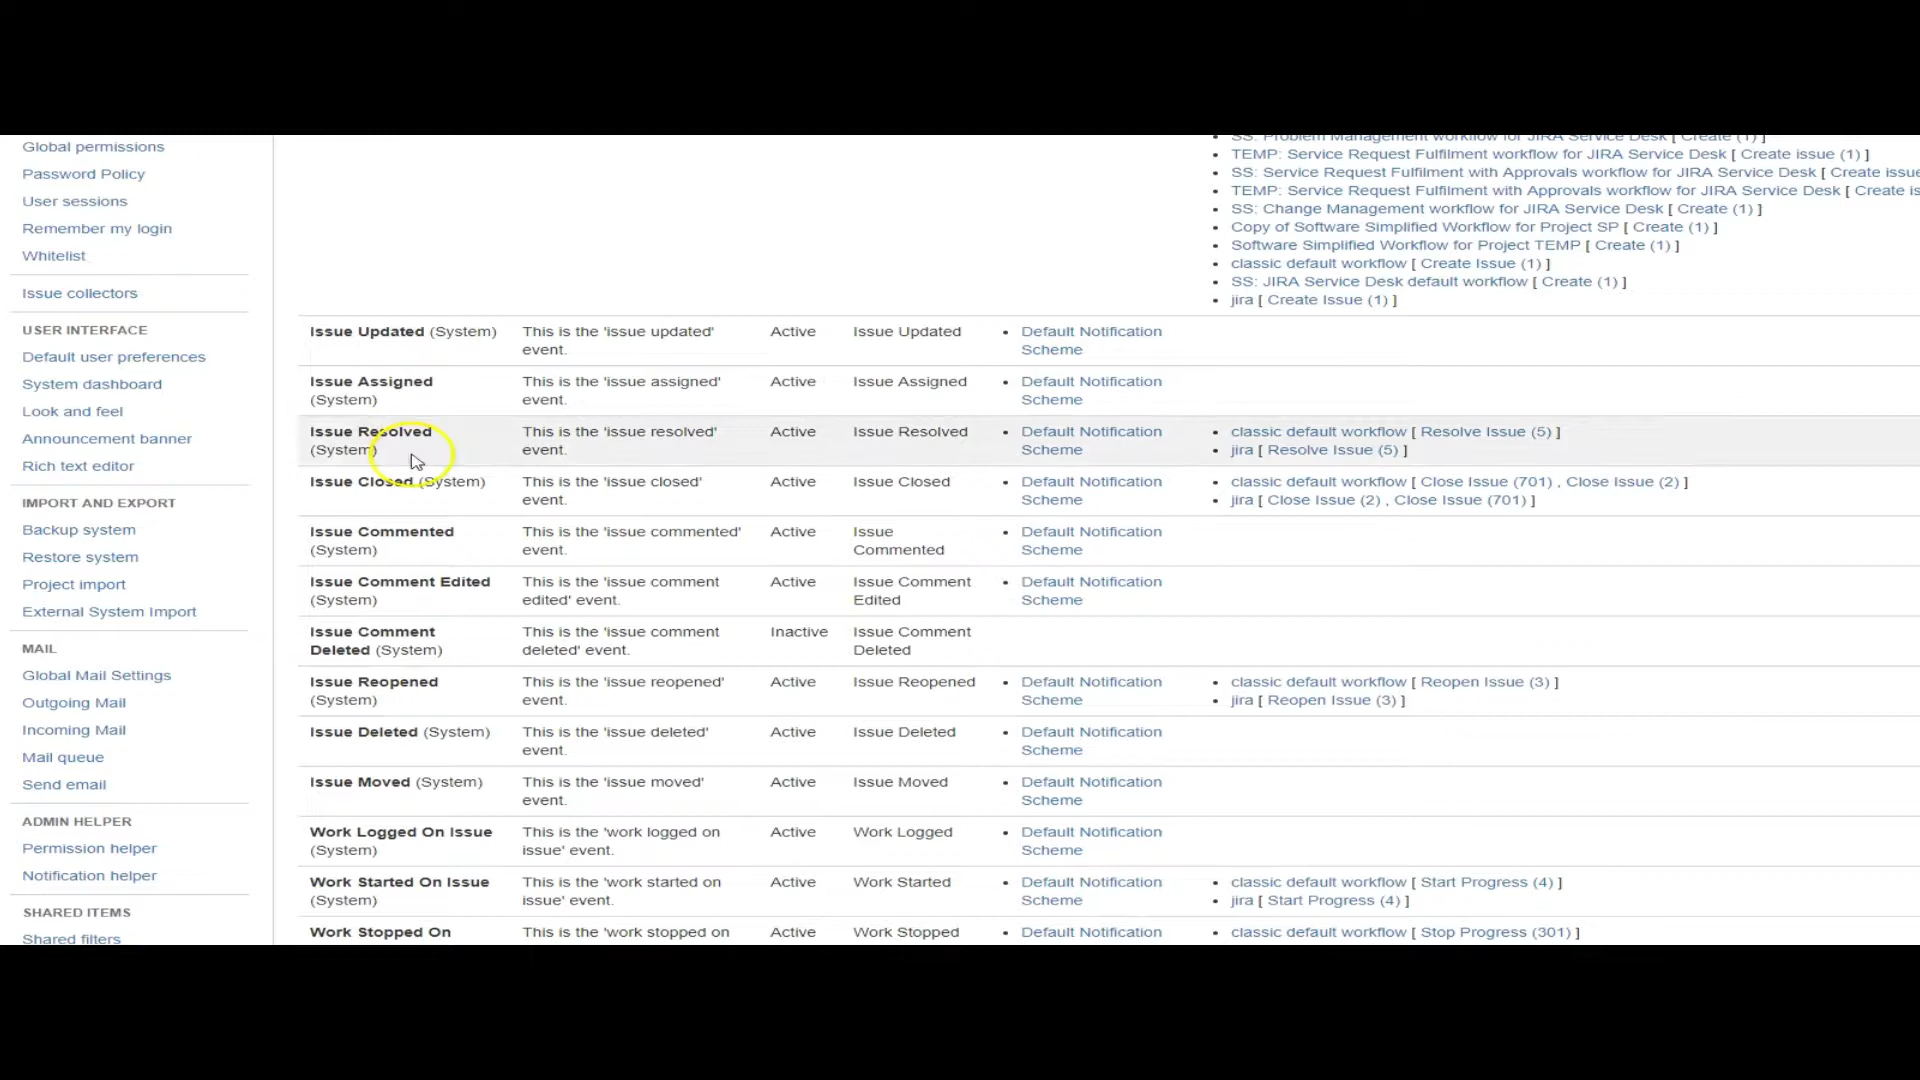 Global permissions
Password Policy
User sessions
Remember my login
Whitelist
Issue collectors
USER INTERFACE
Default user preferences
System dashboard
Look and feel
Announcement banner
Rich text editor
IMPORT AND EXPORT
Backup system
Restore system
Project import
External System Import
MAIL
Global Mail Settings
Outgoing Mail
Incoming Mail
Mail queue
Send email
ADMIN HELPER
Permission helper
Notification helper
SHARED ITEMS
Shared filters
SS: Problem Management workflow for JIRA Service Desk [ Create (1) ]
TEMP: Service Request Fulfilment workflow for JIRA Service Desk [ Create issue (1) ]
SS: Service Request Fulfilment with Approvals workflow for JIRA Service Desk [ Create issue
TEMP: Service Request Fulfilment with Approvals workflow for JIRA Service Desk [ Create is
SS: Change Management workflow for JIRA Service Desk [ Create (1) ]
Copy of Software Simplified Workflow for Project SP [ Create (1) ]
Software Simplified Workflow for Project TEMP [ Create (1) ]
classic default workflow [ Create Issue (1) ]
SS: JIRA Service Desk default workflow [ Create (1) ]
jira [ Create Issue (1) ]
Issue Updated (System) This is the 'issue updated' Active Issue Updated Default Notification
event. Scheme
Issue Assigned This is the 'issue assigned' Active Issue Assigned Default Notification
(System) event. Scheme
Issue Resolved This is the 'issue resolved' Active Issue Resolved Default Notification classic default workflow [ Resolve Issue (5) ]
(System) event. Scheme jira [ Resolve Issue (5) ]
Issue Closed (System) This is the 'issue closed' Active Issue Closed Default Notification classic default workflow [ Close Issue (701) , Close Issue (2) ]
event. Scheme jira [ Close Issue (2) , Close Issue (701) ]
Issue Commented This is the 'issue commented' Active Issue Default Notification
(System) event. Commented Scheme
Issue Comment Edited This is the 'issue comment Active Issue Comment Default Notification
(System) edited' event. Edited Scheme
Issue Comment This is the 'issue comment Inactive Issue Comment
Deleted (System) deleted' event. Deleted
Issue Reopened This is the 'issue reopened' Active Issue Reopened Default Notification classic default workflow [ Reopen Issue (3) ]
(System) event. Scheme jira [ Reopen Issue (3) ]
Issue Deleted (System) This is the 'issue deleted' Active Issue Deleted Default Notification
event. Scheme
Issue Moved (System) This is the 'issue moved' Active Issue Moved Default Notification
event. Scheme
Work Logged On Issue This is the 'work logged on Active Work Logged Default Notification
(System) issue' event. Scheme
Work Started On Issue This is the 'work started on Active Work Started Default Notification classic default workflow [ Start Progress (4) ]
(System) issue' event. Scheme jira [ Start Progress (4) ]
Work Stopped On This is the 'work stopped on Active Work Stopped Default Notification classic default workflow [ Stop Progress (301) ]